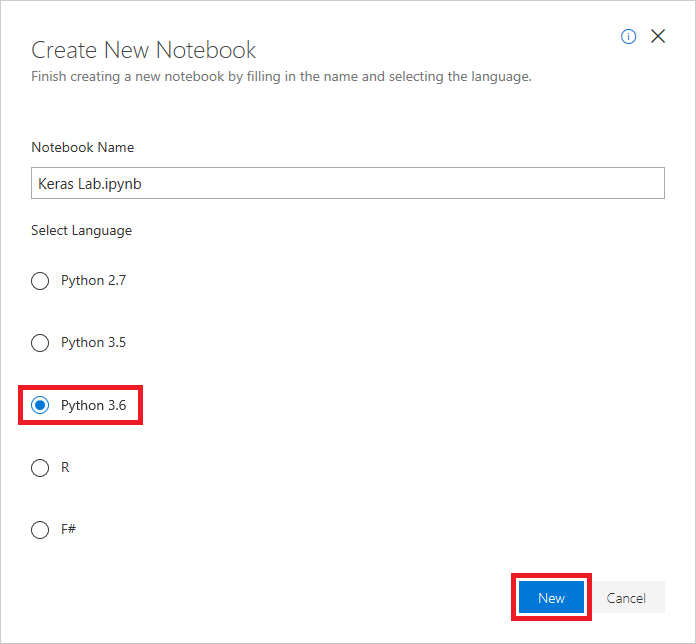 Create New Notebook
Finish creating a new notebook by filling in the name and selecting the language.
Notebook Name
Keras Lab.ipynb
Select Language
Python 2.7
Python 3.5
Python 3.6
R
F#
New Cancel